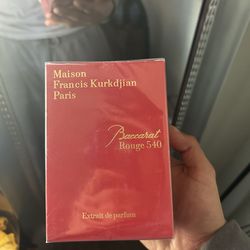 Maison
Francis Kurkdjian
Paris
Baccarat
Rouge 540
Extrait de parfum